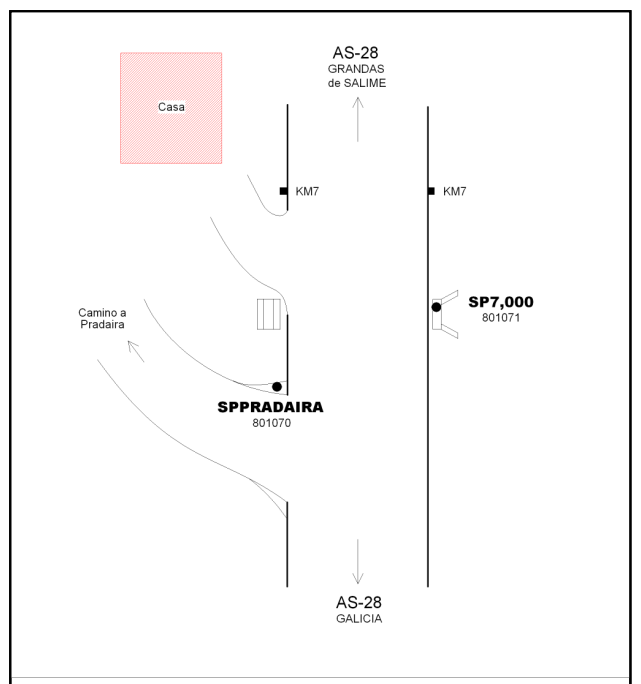 AS-28
GRANDAS
de SALIME
Casa
KM7
KM7
SP7,000
801071
Camino a
Pradaira
SPPRADAIRA
801070
AS-28
GALICIA